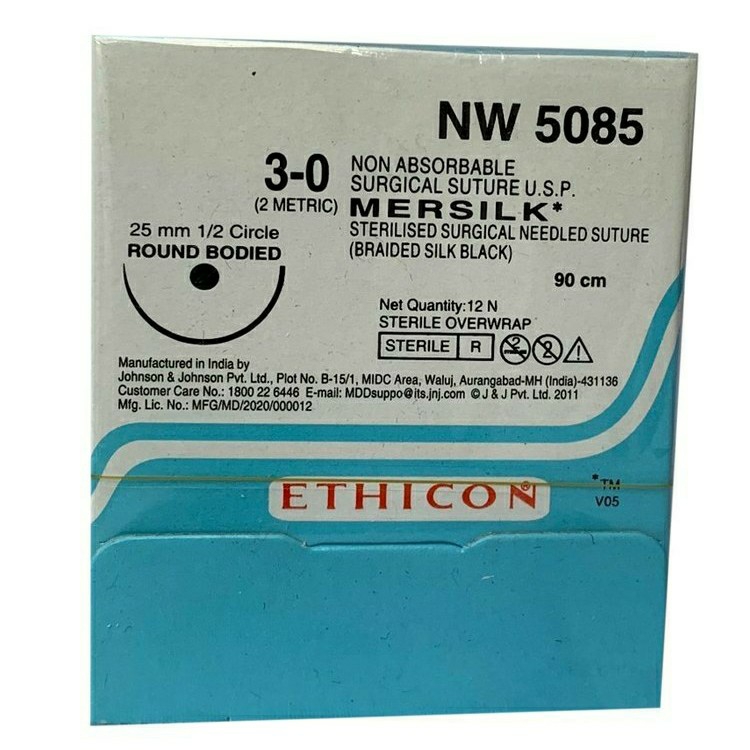 NW 5085
3-0
(2 METRIC)
NON ABSORBABLE
SURGICAL SUTURE U.S.P.
MERSILK*
STERILISED SURGICAL NEEDLED SUTURE
(BRAIDED SILK BLACK)
25 mm 1/2 Circle
ROUND BODIED
90 cm
Net Quantity:12 N
STERILE OVERWRAP
STERILE R
2 2
Manufactured in India by
Johnson & Johnson Pvt. Ltd., Plot No. B-15/1, MIDC Area, Waluj, Aurangabad-MH (India)-431136
Customer Care No.: 1800 22 6446 E-mail: MDDsuppo@its.jnj.com © J & J Pvt. Ltd. 2011
Mfg. Lic. No.: MFG/MD/2020/000012
ETHICON®
*TM
V05